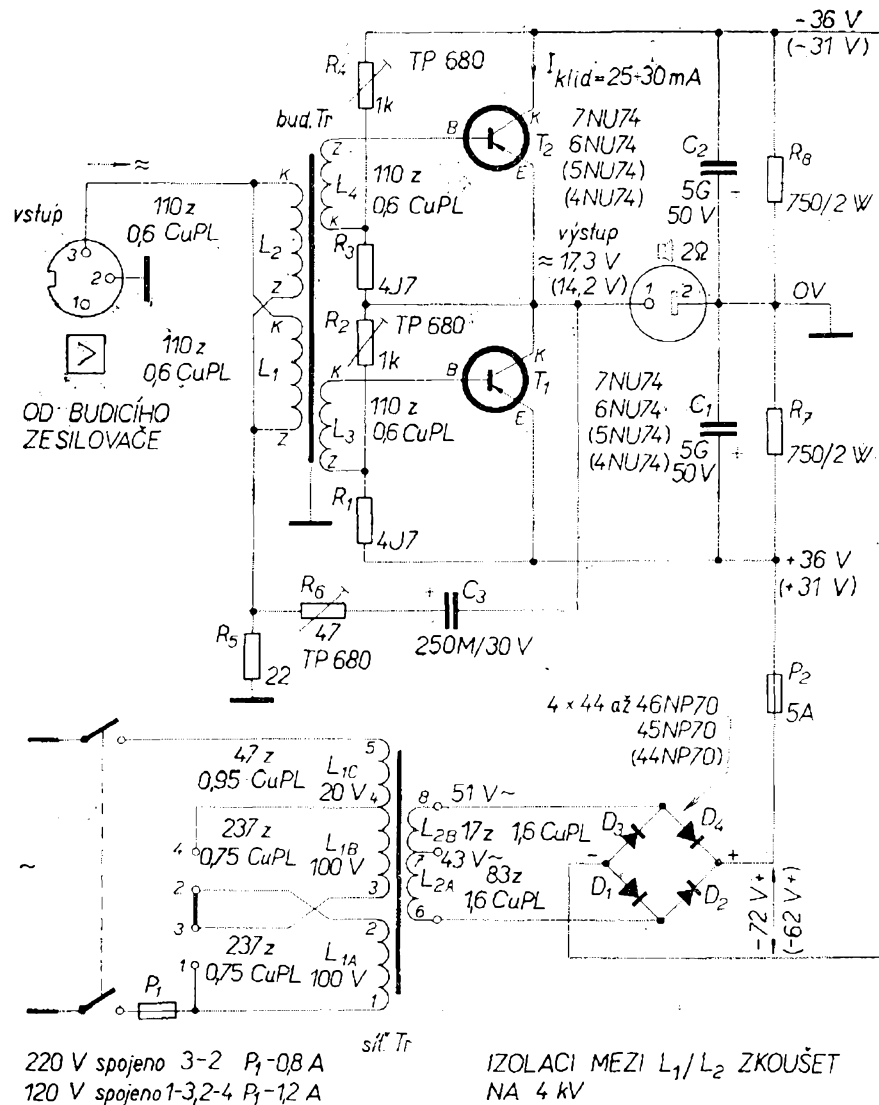 -36 V
(-31 V)
R4
TP 680
1k
I klid=25÷30mA
bud. Tr
B
K
T2
E
7NU74
6NU74
(5NU74)
(4NU74)
C2
5G
50 V
-
R8
750/2 W
≈
vstup
3
2
1
110 z
0,6 CuPL
K
L2
Z
Z
L4
K
110 z
0,6 CuPL
R3
4J7
výstup
≈ 17,3 V
(14,2 V)
2Ω
1
2
0V
>
OD BUDICÍHO
ZESILOVAČE
110 z
0,6 CuPL
K
L1
Z
R2
TP 680
1k
K
L3
Z
110 z
0,6 CuPL
B
K
T1
E
7NU74
6NU74
(5NU74)
(4NU74)
C1
5G
50V
+
R7
750/2 W
R1
4J7
+36 V
(+31 V)
R6
47
TP 680
+
C3
250M/30 V
R5
22
P2
5A
4 × 44 až 46NP70
45NP70
(44NP70)
47 z
0,95 CuPL
5
L1C
20 V
4
237 z
0,75 CuPL
L1B
100 V
3
4
2
3
1
237 z
0,75 CuPL
2
L1A
100 V
1
~
P1
8
51 V~
L2B
17 z
1,6 CuPL
7
43 V~
L2A
83z
1,6 CuPL
6
D3
D4
D1
D2
-
+
-72 V+
(-62 V+)
síť. Tr
220 V spojeno 3-2 P1-0,8 A
120 V spojeno 1-3,2-4 P1-1,2 A
IZOLACI MEZI L1/L2 ZKOUŠET
NA 4 kV